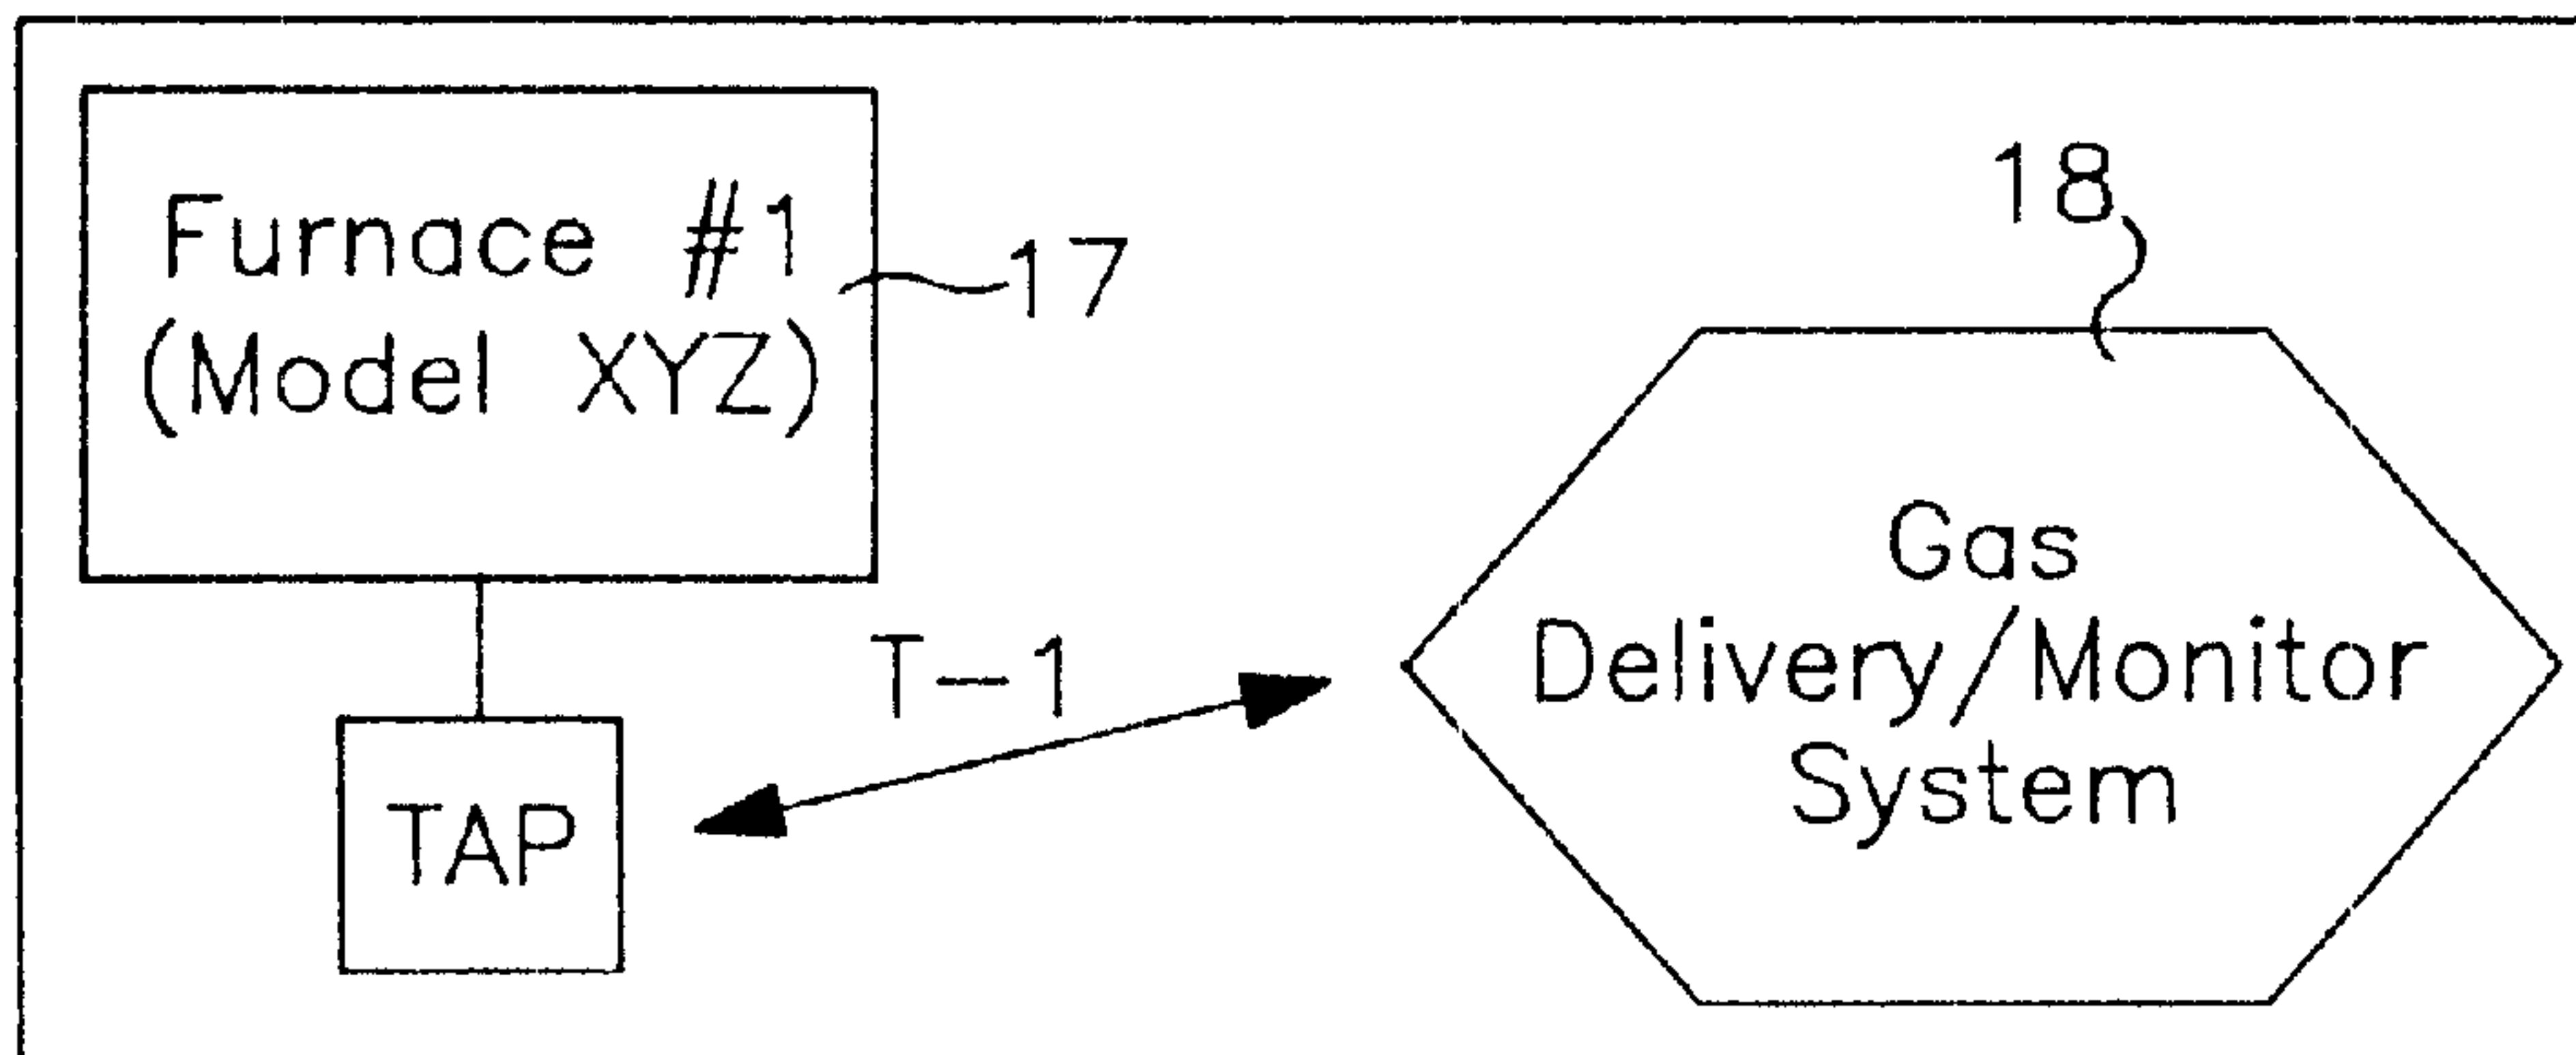 Furnace #1
(Model XYZ)
17
18
T-1
TAP
Gas
Delivery/Monitor
System